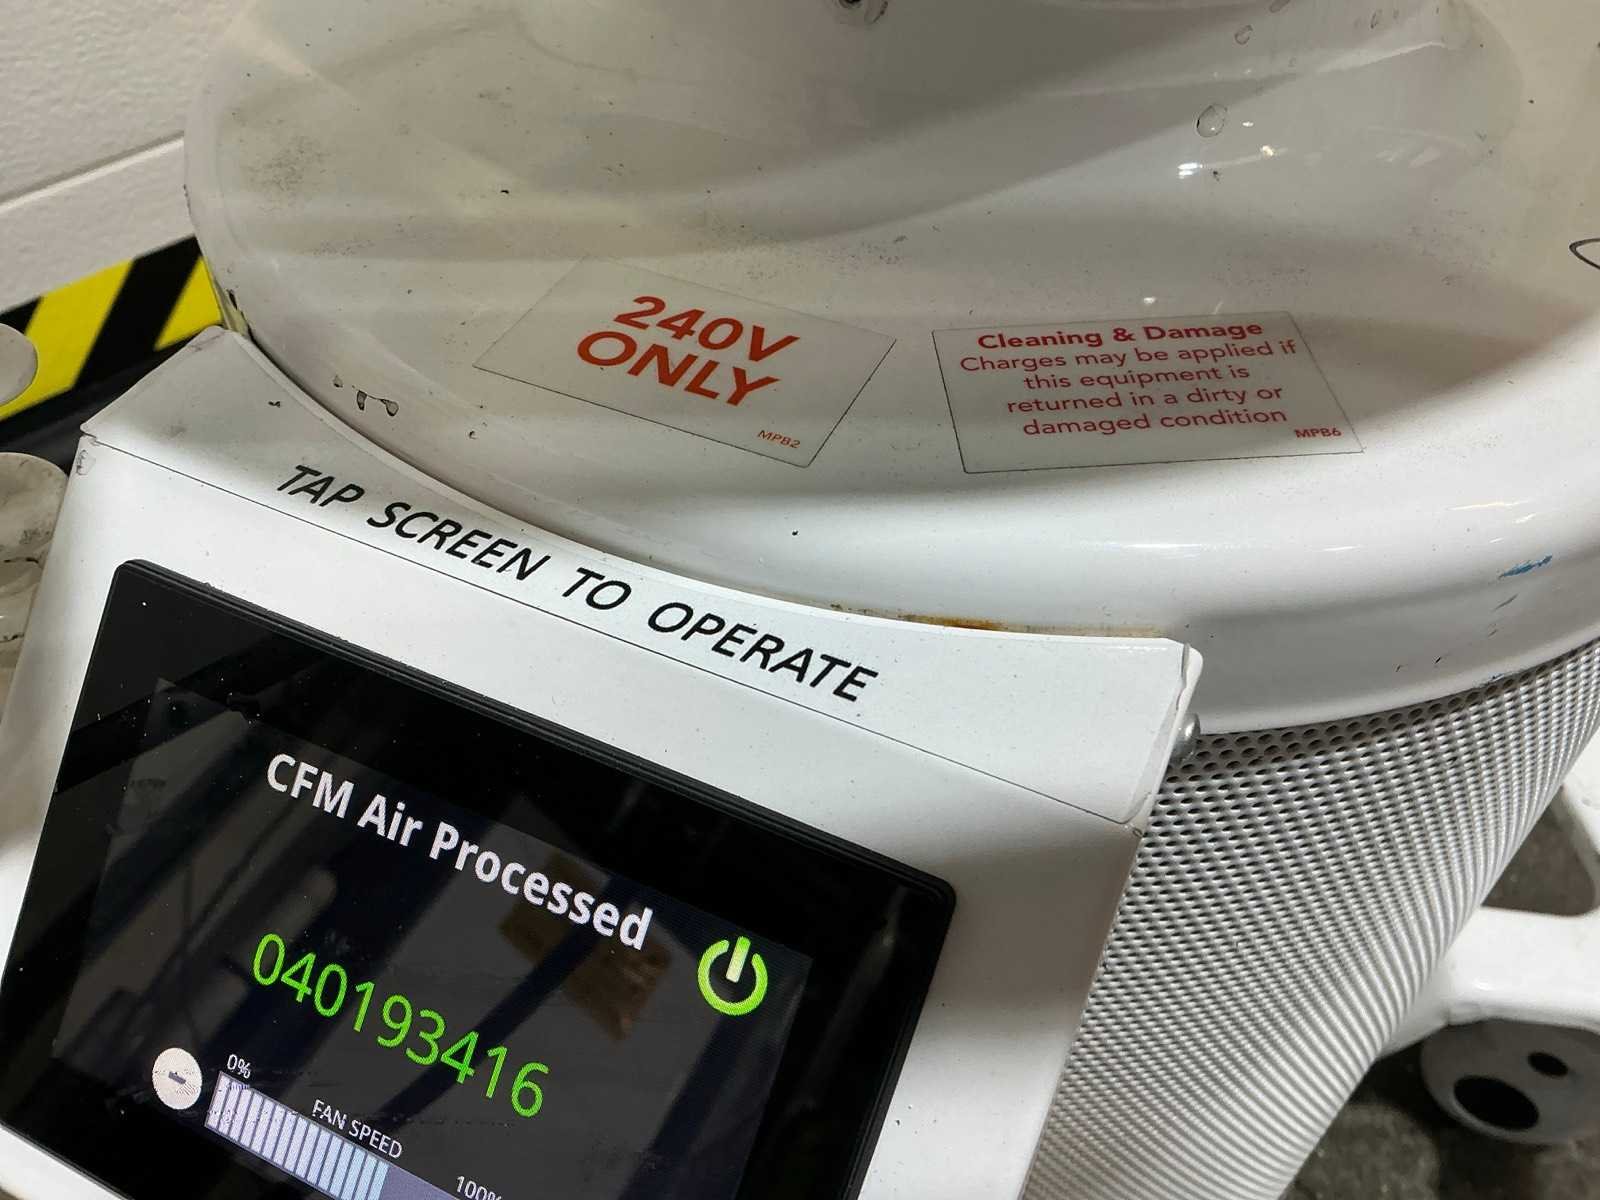 240V
ONLY
MPB2
Cleaning & Damage
Charges may be applied if
this equipment is
returned in a dirty or
damaged condition
MPB6
TAP SCREEN TO OPERATE
CFM Air Processed
040193416
-
0%
FAN SPEED
100%